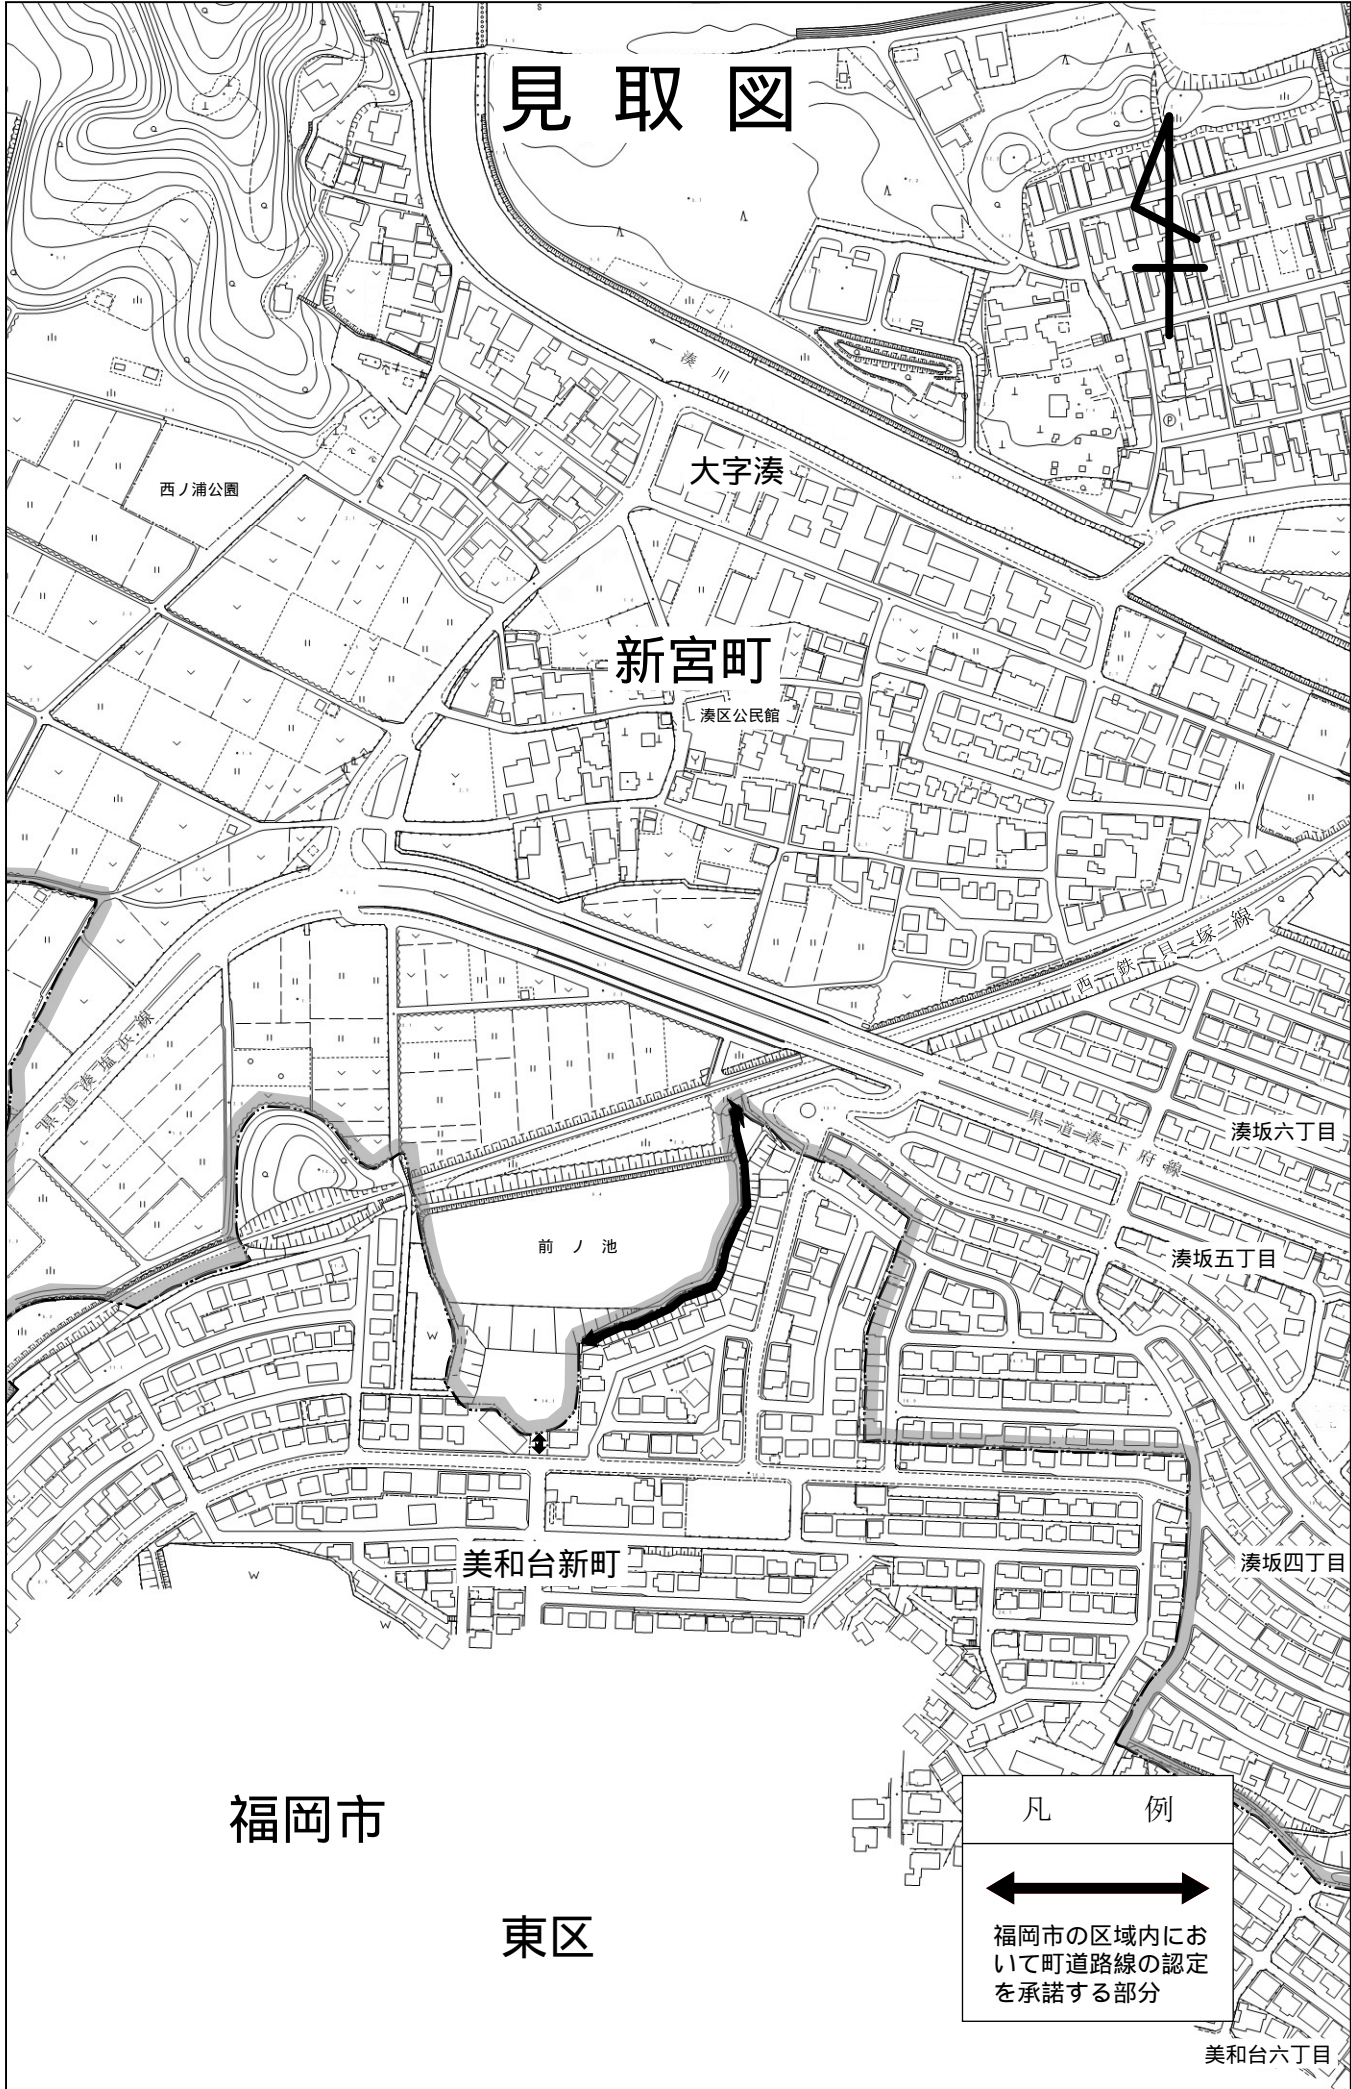 見取図
湊川
大字湊
西ノ浦公園
新宮町
湊区公民館
西鉄貝塚線
県道湊塩浜線
県道湊下府線
湊坂六丁目
前ノ池
湊坂五丁目
美和台新町
湊坂四丁目
福岡市
東区
凡例
福岡市の区域内にお
いて町道路線の認定
を承諾する部分
美和台六丁目